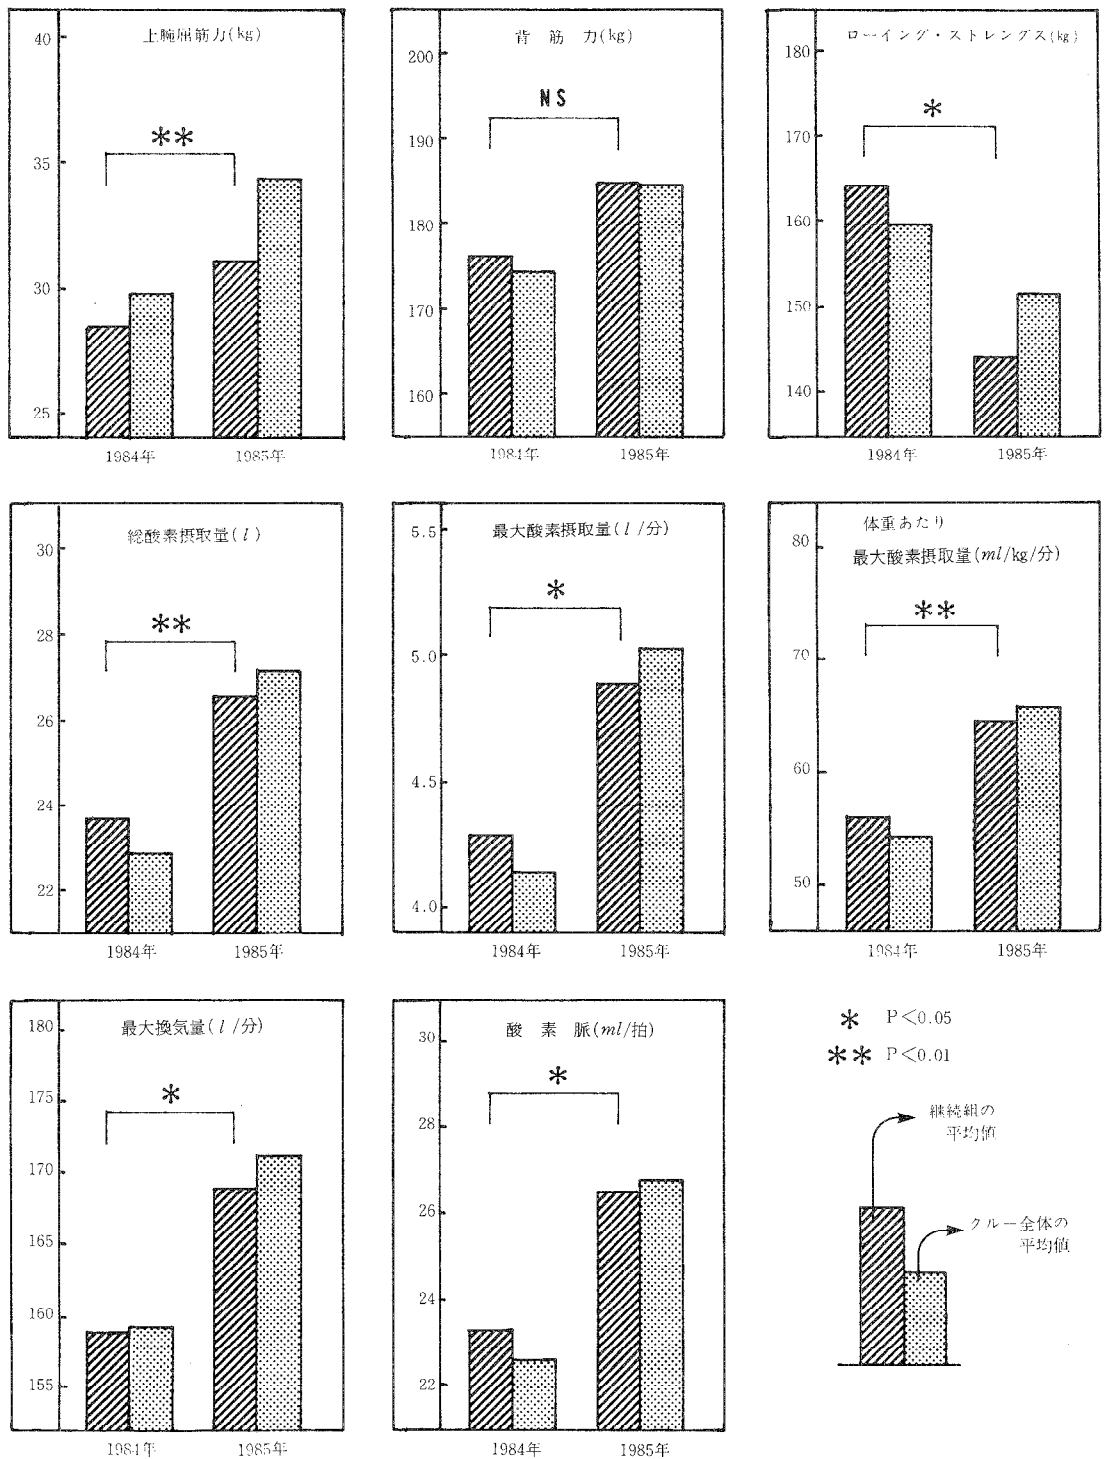 上腕屈筋力(kg)
40
35
30
25
**
1984年
1985年
背筋力(kg)
200
190
180
170
160
NS
1984年
1985年
ローイング・ストレングス(kg)
180
170
160
150
140
*
1984年
1985年
総酸素摂取量(l)
30
28
26
24
22
**
1984年
1985年
最大酸素摂取量(l/分)
5.5
5.0
4.5
4.0
*
1984年
1985年
体重あたり
最大酸素摂取量(ml/kg/分)
80
70
60
50
**
1984年
1985年
最大換気量(l/分)
180
175
170
165
160
155
*
1984年
1985年
酸素脈(ml/拍)
30
28
26
24
22
*
1984年
1985年
* P<0.05
** P<0.01
継続組の
平均値
クルー全体の
平均値